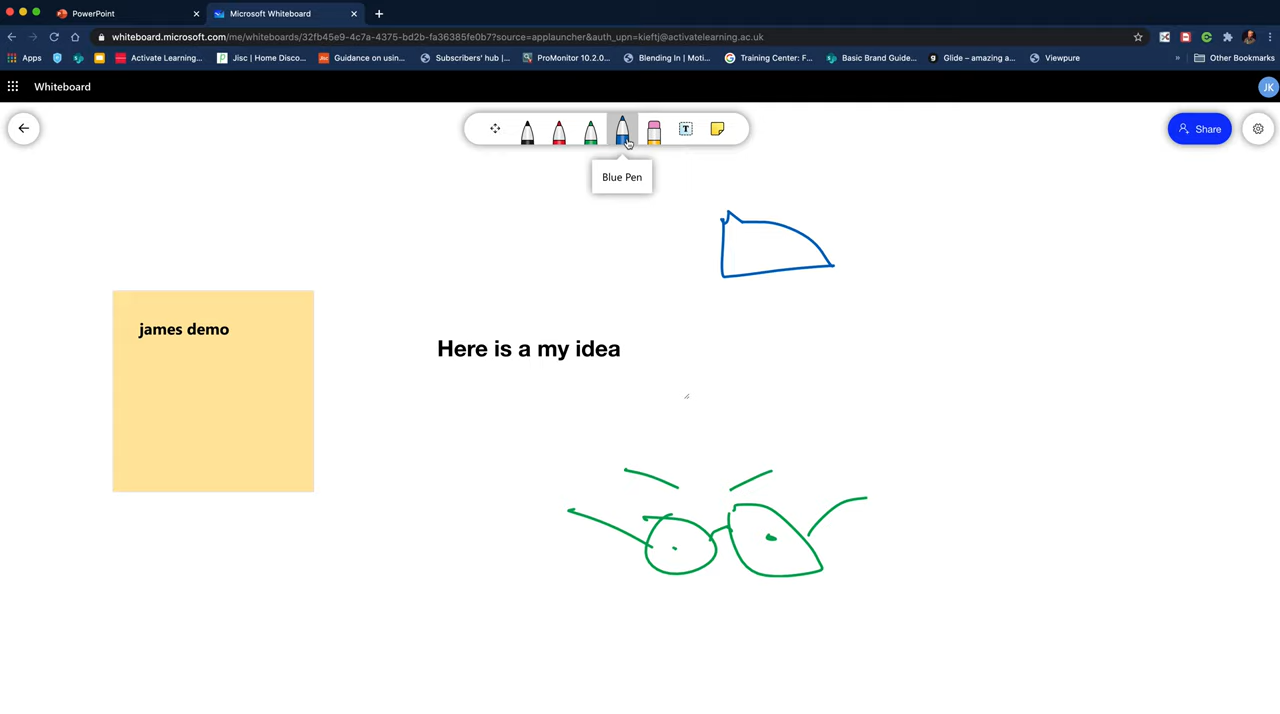 PowerPoint
Microsoft Whiteboard
whiteboard.microsoft.com/me/whiteboards/32fb45e9-4c7a-4375-bd2b-fa36385fe0b7?source=applauncher&auth_upn=kieftj@activatelearning.ac.uk
Apps
Activate Learning...
Jisc | Home Disco...
Guidance on usin...
Subscribers' hub |...
ProMonitor 10.2.0...
Blending In | Moti...
Training Center: F...
Basic Brand Guide...
Glide – amazing a...
Viewpure
»
Other Bookmarks
Whiteboard
JK
T
Share
Blue Pen
james demo
Here is a my idea